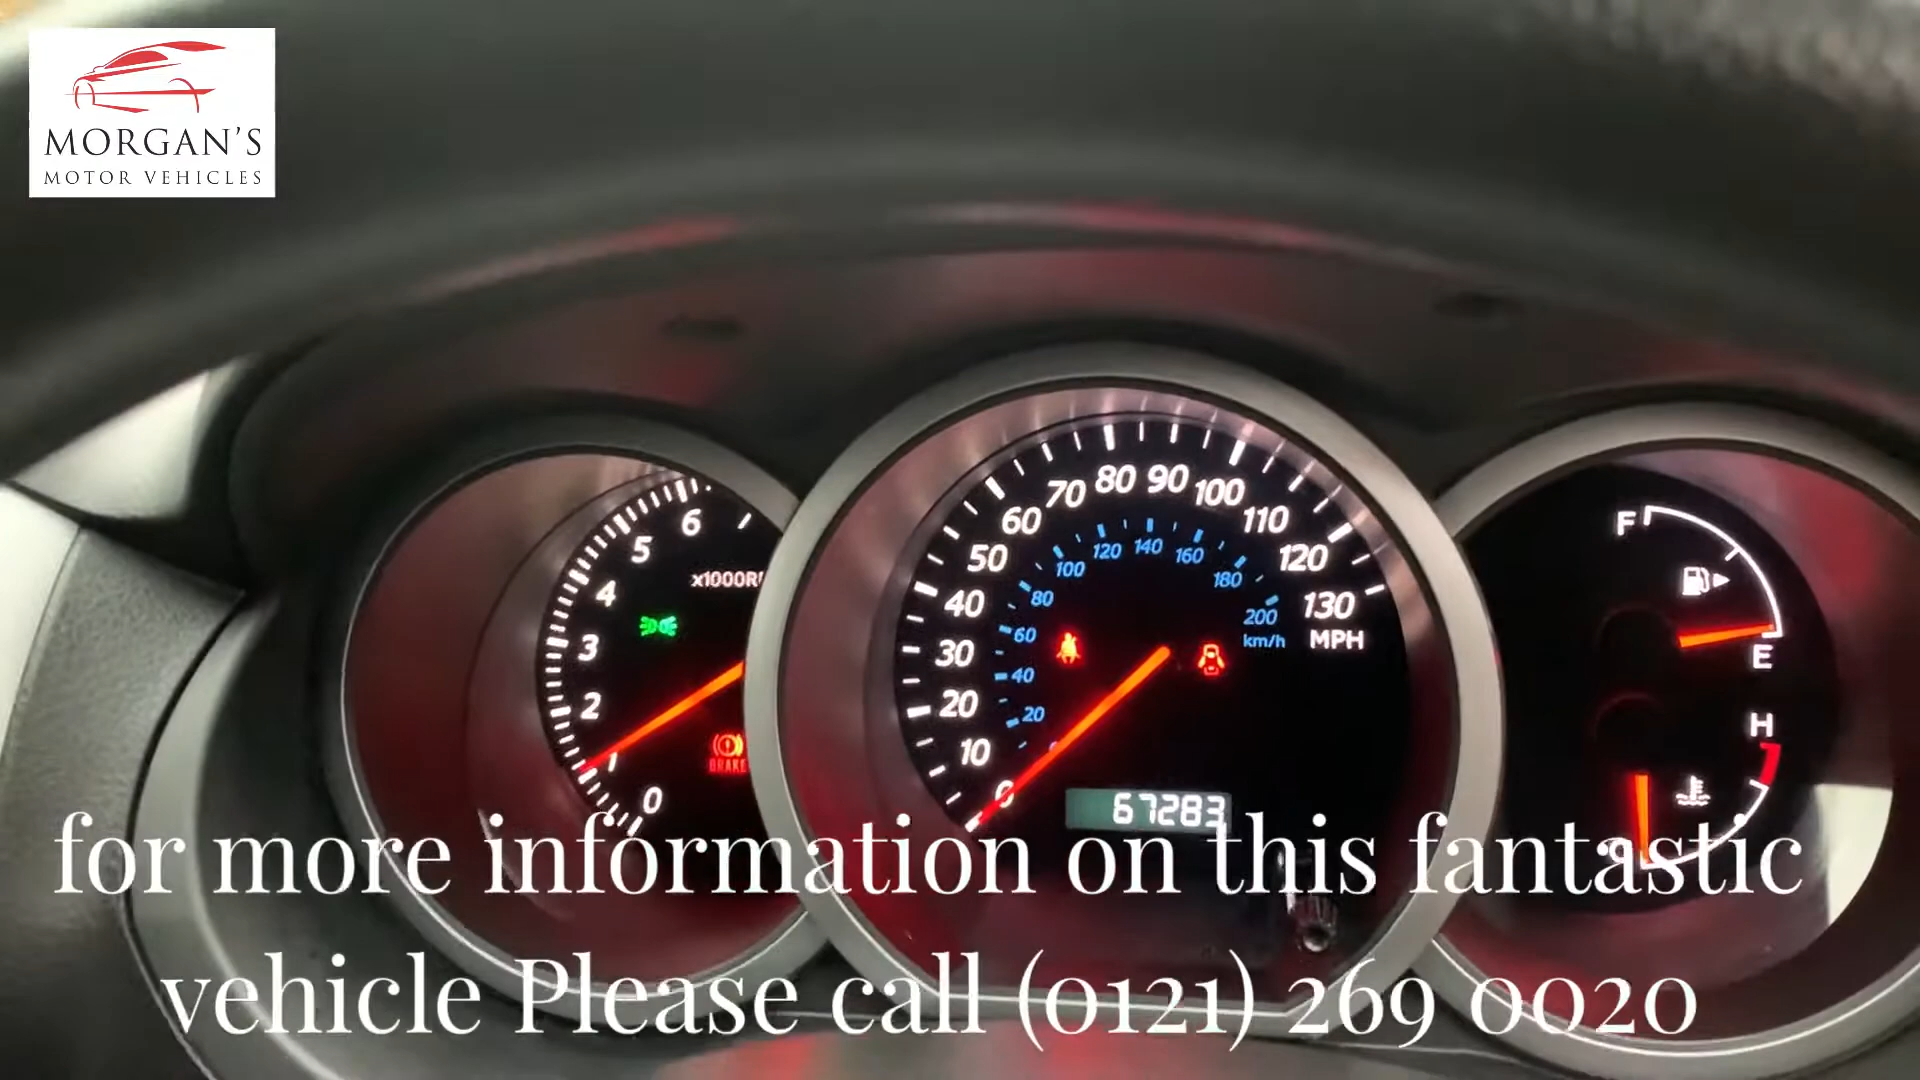 MORGAN'S
MOTOR VEHICLES
6
5
4
3
2
1
0
x1000R
BRAKE
0 10 20 30 40 50 60 70 80 90 100 110 120 130
MPH
20 40 60 80 100 120 140 160 180 200
km/h
67283
F
E
H
for more information on this fantastic
vehicle Please call (0121) 269 0020